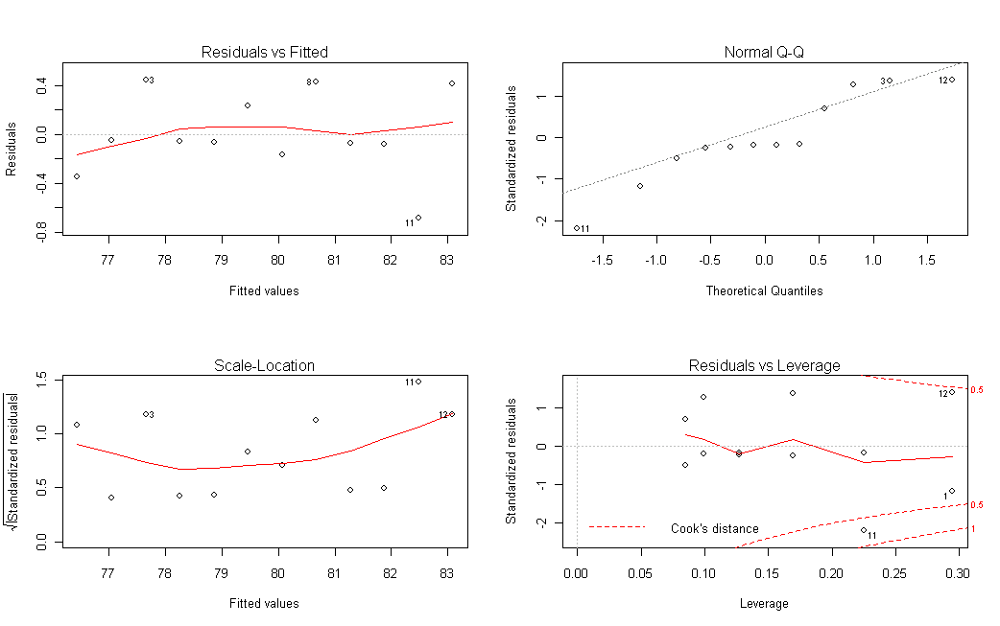 Residuals vs Fitted
Residuals
0.4
0.0
-0.4
-0.8
3
8
11
77 78 79 80 81 82 83
Fitted values
Normal Q-Q
Standardized residuals
1
0
-1
-2
3
12
11
-1.5 -1.0 -0.5 0.0 0.5 1.0 1.5
Theoretical Quantiles
Scale-Location
√|Standardized residuals|
1.5
1.0
0.5
0.0
11
3
12
77 78 79 80 81 82 83
Fitted values
Residuals vs Leverage
Standardized residuals
1
0
-1
-2
12
0.5
1
0.5
1
11
Cook's distance
0.00 0.05 0.10 0.15 0.20 0.25 0.30
Leverage